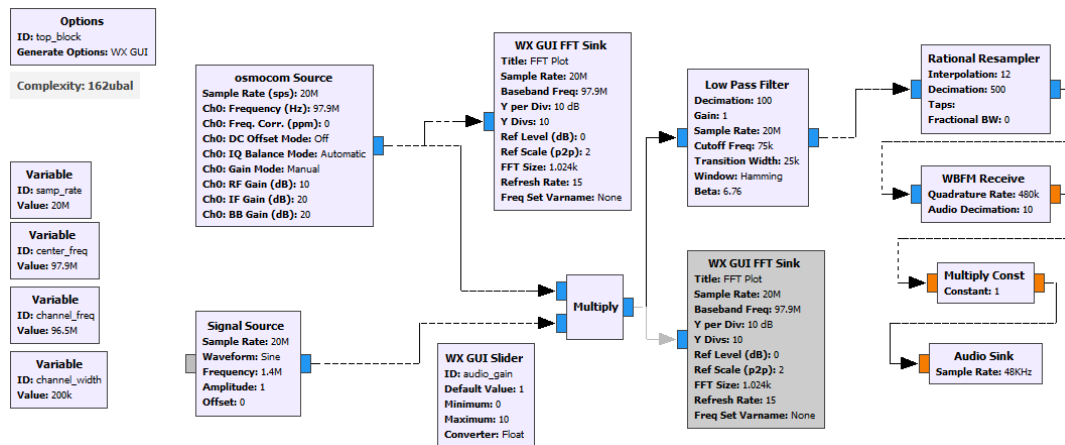 Options
ID: top_block
Generate Options: WX GUI
Complexity: 162ubal
Variable
ID: samp_rate
Value: 20M
Variable
ID: center_freq
Value: 97.9M
Variable
ID: channel_freq
Value: 96.5M
Variable
ID: channel_width
Value: 200k
osmocom Source
Sample Rate (sps): 20M
Ch0: Frequency (Hz): 97.9M
Ch0: Freq. Corr. (ppm): 0
Ch0: DC Offset Mode: Off
Ch0: IQ Balance Mode: Automatic
Ch0: Gain Mode: Manual
Ch0: RF Gain (dB): 10
Ch0: IF Gain (dB): 20
Ch0: BB Gain (dB): 20
Signal Source
Sample Rate: 20M
Waveform: Sine
Frequency: 1.4M
Amplitude: 1
Offset: 0
WX GUI FFT Sink
Title: FFT Plot
Sample Rate: 20M
Baseband Freq: 97.9M
Y per Div: 10 dB
Y Divs: 10
Ref Level (dB): 0
Ref Scale (p2p): 2
FFT Size: 1.024k
Refresh Rate: 15
Freq Set Varname: None
Multiply
WX GUI Slider
ID: audio_gain
Default Value: 1
Minimum: 0
Maximum: 10
Converter: Float
Low Pass Filter
Decimation: 100
Gain: 1
Sample Rate: 20M
Cutoff Freq: 75k
Transition Width: 25k
Window: Hamming
Beta: 6.76
WX GUI FFT Sink
Title: FFT Plot
Sample Rate: 20M
Baseband Freq: 97.9M
Y per Div: 10 dB
Y Divs: 10
Ref Level (dB): 0
Ref Scale (p2p): 2
FFT Size: 1.024k
Refresh Rate: 15
Freq Set Varname: None
Rational Resampler
Interpolation: 12
Decimation: 500
Taps:
Fractional BW: 0
WBFM Receive
Quadrature Rate: 480k
Audio Decimation: 10
Multiply Const
Constant: 1
Audio Sink
Sample Rate: 48KHz